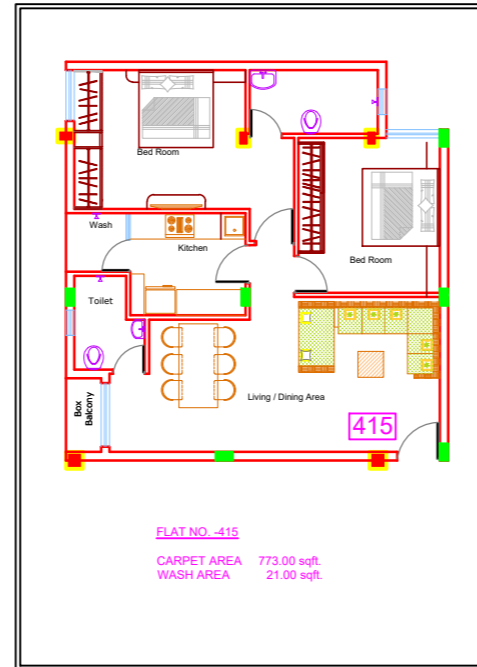 Bed Room
Wash
Kitchen
Bed Room
Toilet
Box
Balcony
Living / Dining Area
415
FLAT NO. -415
CARPET AREA 773.00 sqft.
WASH AREA 21.00 sqft.